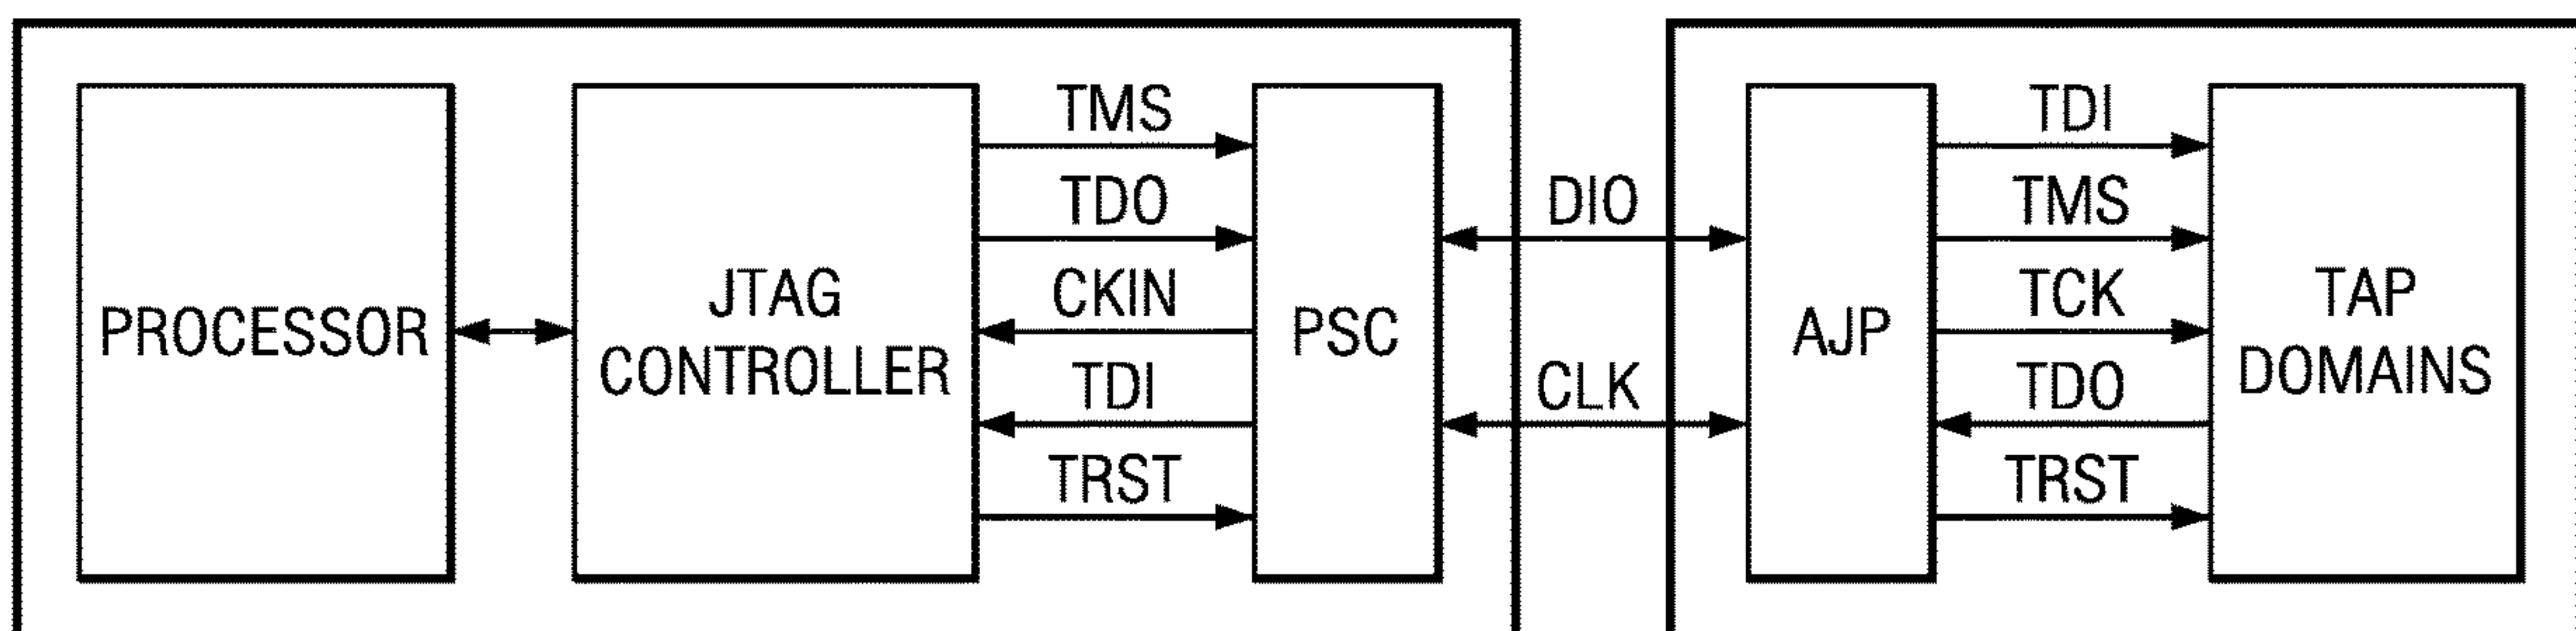 PROCESSOR
JTAG
CONTROLLER
TMS
TDO
CKIN
TDI
TRST
PSC
DIO
CLK
AJP
TDI
TMS
TCK
TDO
TRST
TAP
DOMAINS